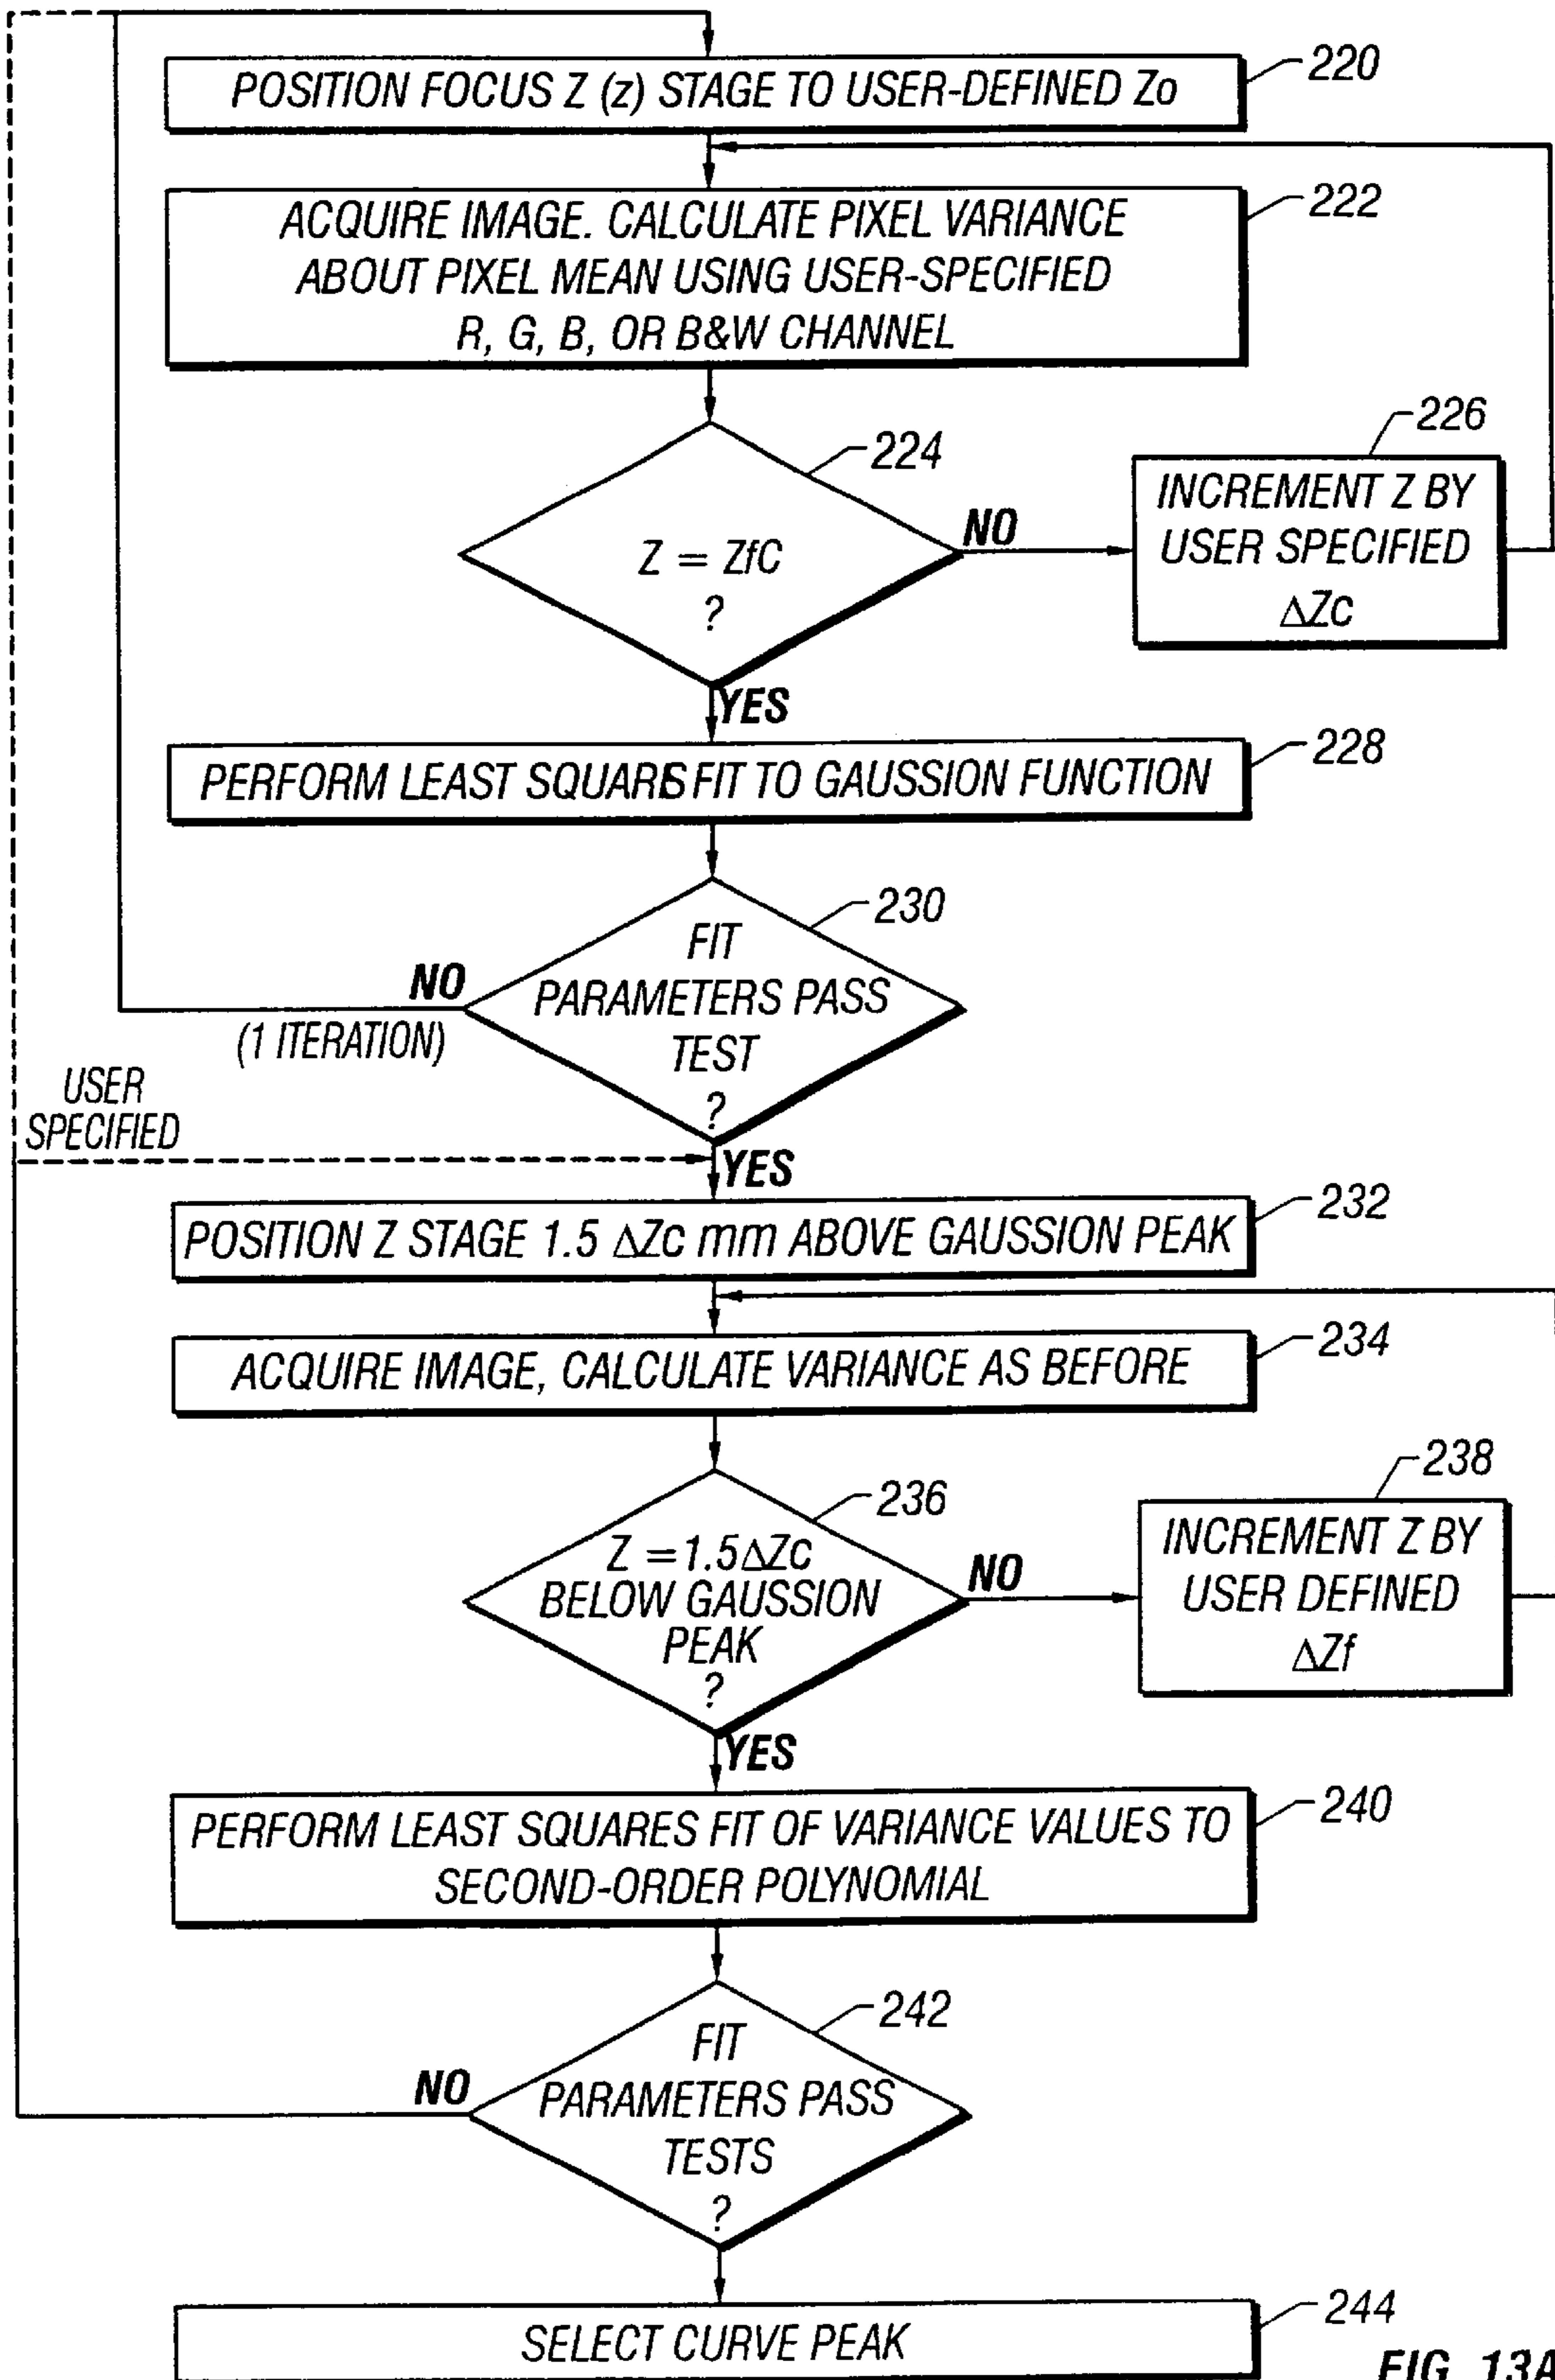 POSITION FOCUS Z (z) STAGE TO USER-DEFINED Zo
220
ACQUIRE IMAGE. CALCULATE PIXEL VARIANCE
ABOUT PIXEL MEAN USING USER-SPECIFIED
R, G, B, OR B&W CHANNEL
222
224
Z = ZfC
?
NO
226
INCREMENT Z BY
USER SPECIFIED
ΔZc
YES
228
PERFORM LEAST SQUARES FIT TO GAUSSION FUNCTION
230
FIT
PARAMETERS PASS
TEST
?
NO
(1 ITERATION)
USER
SPECIFIED
YES
232
POSITION Z STAGE 1.5 ΔZc mm ABOVE GAUSSION PEAK
234
ACQUIRE IMAGE, CALCULATE VARIANCE AS BEFORE
236
Z = 1.5ΔZc
BELOW GAUSSION
PEAK
?
NO
238
INCREMENT Z BY
USER DEFINED
ΔZf
YES
240
PERFORM LEAST SQUARES FIT OF VARIANCE VALUES TO
SECOND-ORDER POLYNOMIAL
242
FIT
PARAMETERS PASS
TESTS
?
NO
244
SELECT CURVE PEAK
FIG. 13A